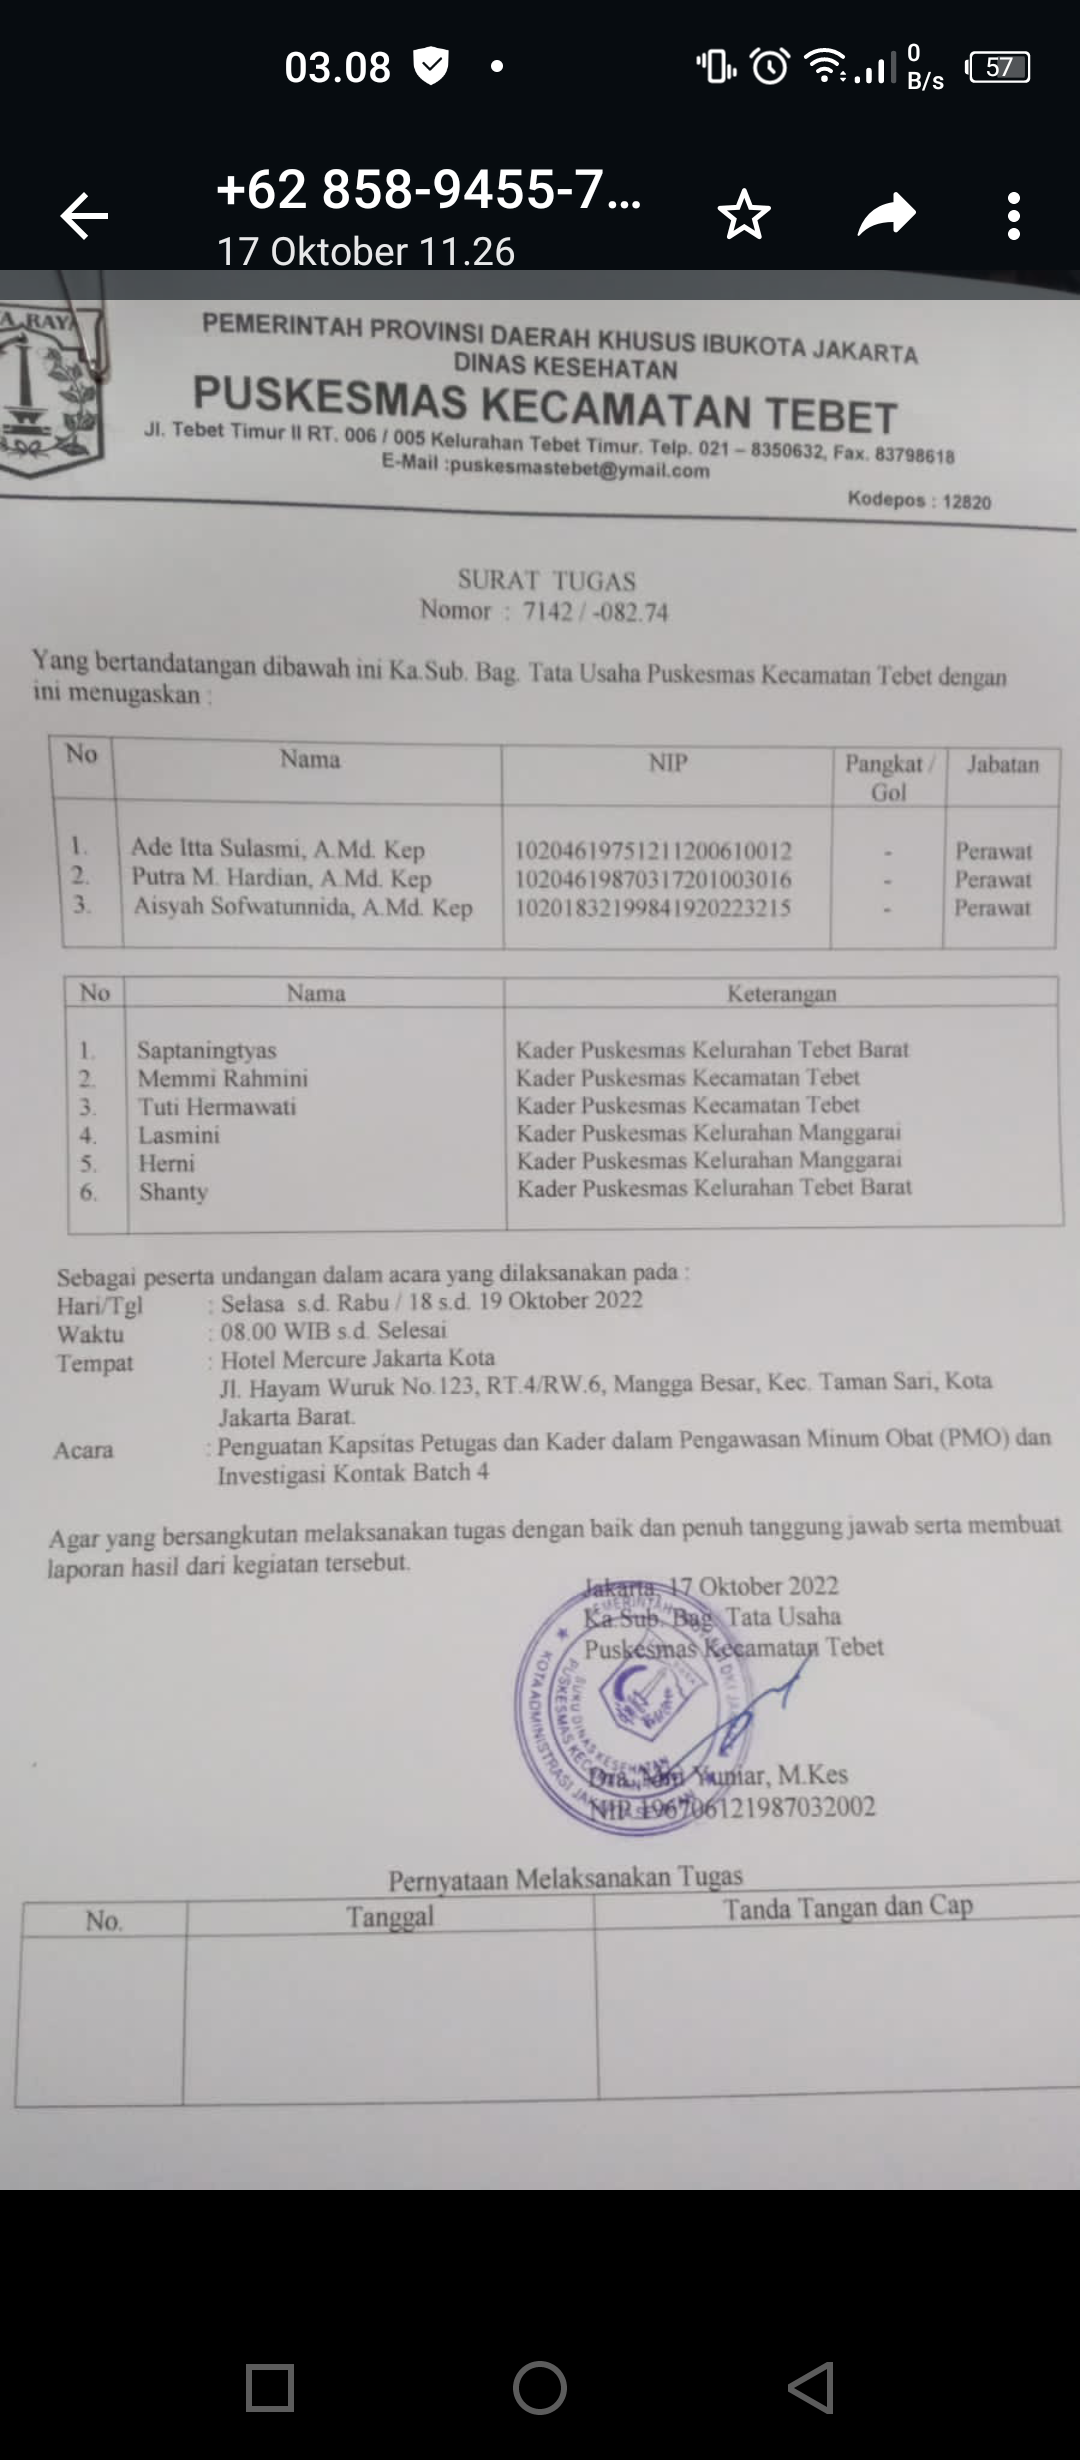 03.08
0
B/s
57
+62 858-9455-7...
17 Oktober 11.26
A RAYA
PEMERINTAH PROVINSI DAERAH KHUSUS IBUKOTA JAKARTA
DINAS KESEHATAN
PUSKESMAS KECAMATAN TEBET
Jl. Tebet Timur II RT. 006 / 005 Kelurahan Tebet Timur. Telp. 021 – 8350632, Fax. 83798618
E-Mail :puskesmastebet@ymail.com
Kodepos : 12820
SURAT TUGAS
Nomor : 7142 / -082.74
Yang bertandatangan dibawah ini Ka.Sub. Bag. Tata Usaha Puskesmas Kecamatan Tebet dengan
ini menugaskan :
No Nama NIP Pangkat / Gol Jabatan
1. Ade Itta Sulasmi, A.Md. Kep 10204619751211200610012 - Perawat
2. Putra M. Hardian, A.Md. Kep 10204619870317201003016 - Perawat
3. Aisyah Sofwatunnida, A.Md. Kep 10201832199841920223215 - Perawat
No Nama Keterangan
1. Saptaningtyas Kader Puskesmas Kelurahan Tebet Barat
2. Memmi Rahmini Kader Puskesmas Kecamatan Tebet
3. Tuti Hermawati Kader Puskesmas Kecamatan Tebet
4. Lasmini Kader Puskesmas Kelurahan Manggarai
5. Herni Kader Puskesmas Kelurahan Manggarai
6. Shanty Kader Puskesmas Kelurahan Tebet Barat
Sebagai peserta undangan dalam acara yang dilaksanakan pada :
Hari/Tgl : Selasa s.d. Rabu / 18 s.d. 19 Oktober 2022
Waktu : 08.00 WIB s.d. Selesai
Tempat : Hotel Mercure Jakarta Kota
Jl. Hayam Wuruk No.123, RT.4/RW.6, Mangga Besar, Kec. Taman Sari, Kota
Jakarta Barat.
Acara : Penguatan Kapsitas Petugas dan Kader dalam Pengawasan Minum Obat (PMO) dan
Investigasi Kontak Batch 4
Agar yang bersangkutan melaksanakan tugas dengan baik dan penuh tanggung jawab serta membuat
laporan hasil dari kegiatan tersebut.
Jakarta, 17 Oktober 2022
Ka.Sub. Bag. Tata Usaha
Puskesmas Kecamatan Tebet
Yuniar, M.Kes
NIP 196706121987032002
KOTA ADMINISTRASI JAKARTA SELATAN
SUKU DINAS KESEHATAN
PUSKESMAS KECAMATAN
Pernyataan Melaksanakan Tugas
No. Tanggal Tanda Tangan dan Cap